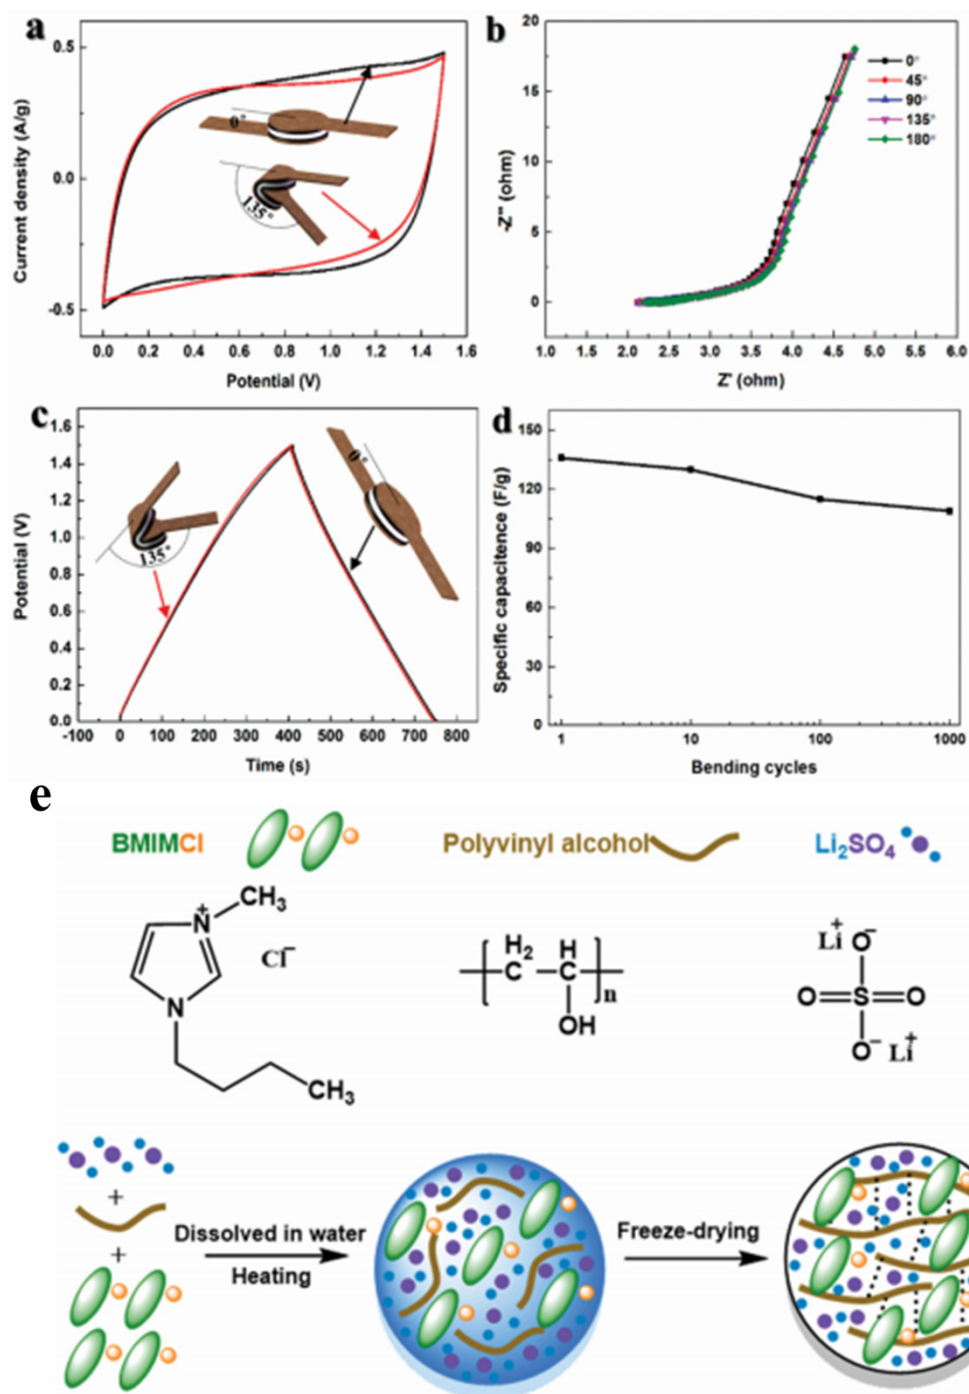 a
0.5
0.0
-0.5
Current density (A/g)
0°
135°
0.0 0.2 0.4 0.6 0.8 1.0 1.2 1.4 1.6
Potential (V)
b
20
15
10
5
0
-Z" (ohm)
0°
45°
90°
135°
180°
1.0 1.5 2.0 2.5 3.0 3.5 4.0 4.5 5.0 5.5 6.0
Z' (ohm)
c
1.6
1.4
1.2
1.0
0.8
0.6
0.4
0.2
0.0
Potential (V)
135°
0°
-100 0 100 200 300 400 500 600 700 800
Time (s)
d
150
120
90
60
30
0
Specific capacitence (F/g)
1 10 100 1000
Bending cycles
e
BMIMCl
Polyvinyl alcohol
Li₂SO₄
N⁺ CH₃
Cl⁻
N
CH₃
H₂ H
C C
n
OH
Li⁺ O⁻
O=S=O
O⁻ Li⁺
+
+
Dissolved in water
Heating
Freeze-drying